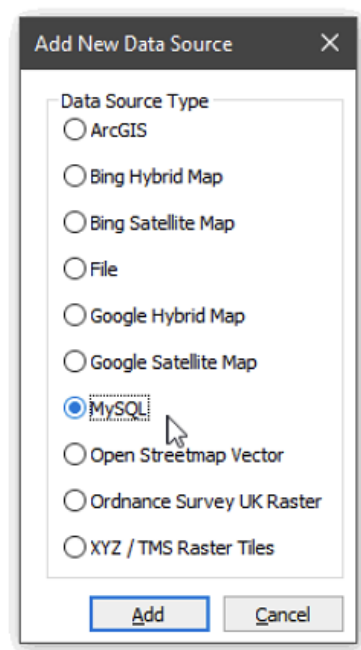 Add New Data Source
Data Source Type
ArcGIS
Bing Hybrid Map
Bing Satellite Map
File
Google Hybrid Map
Google Satellite Map
MySQL
Open Streetmap Vector
Ordnance Survey UK Raster
XYZ / TMS Raster Tiles
Add Cancel